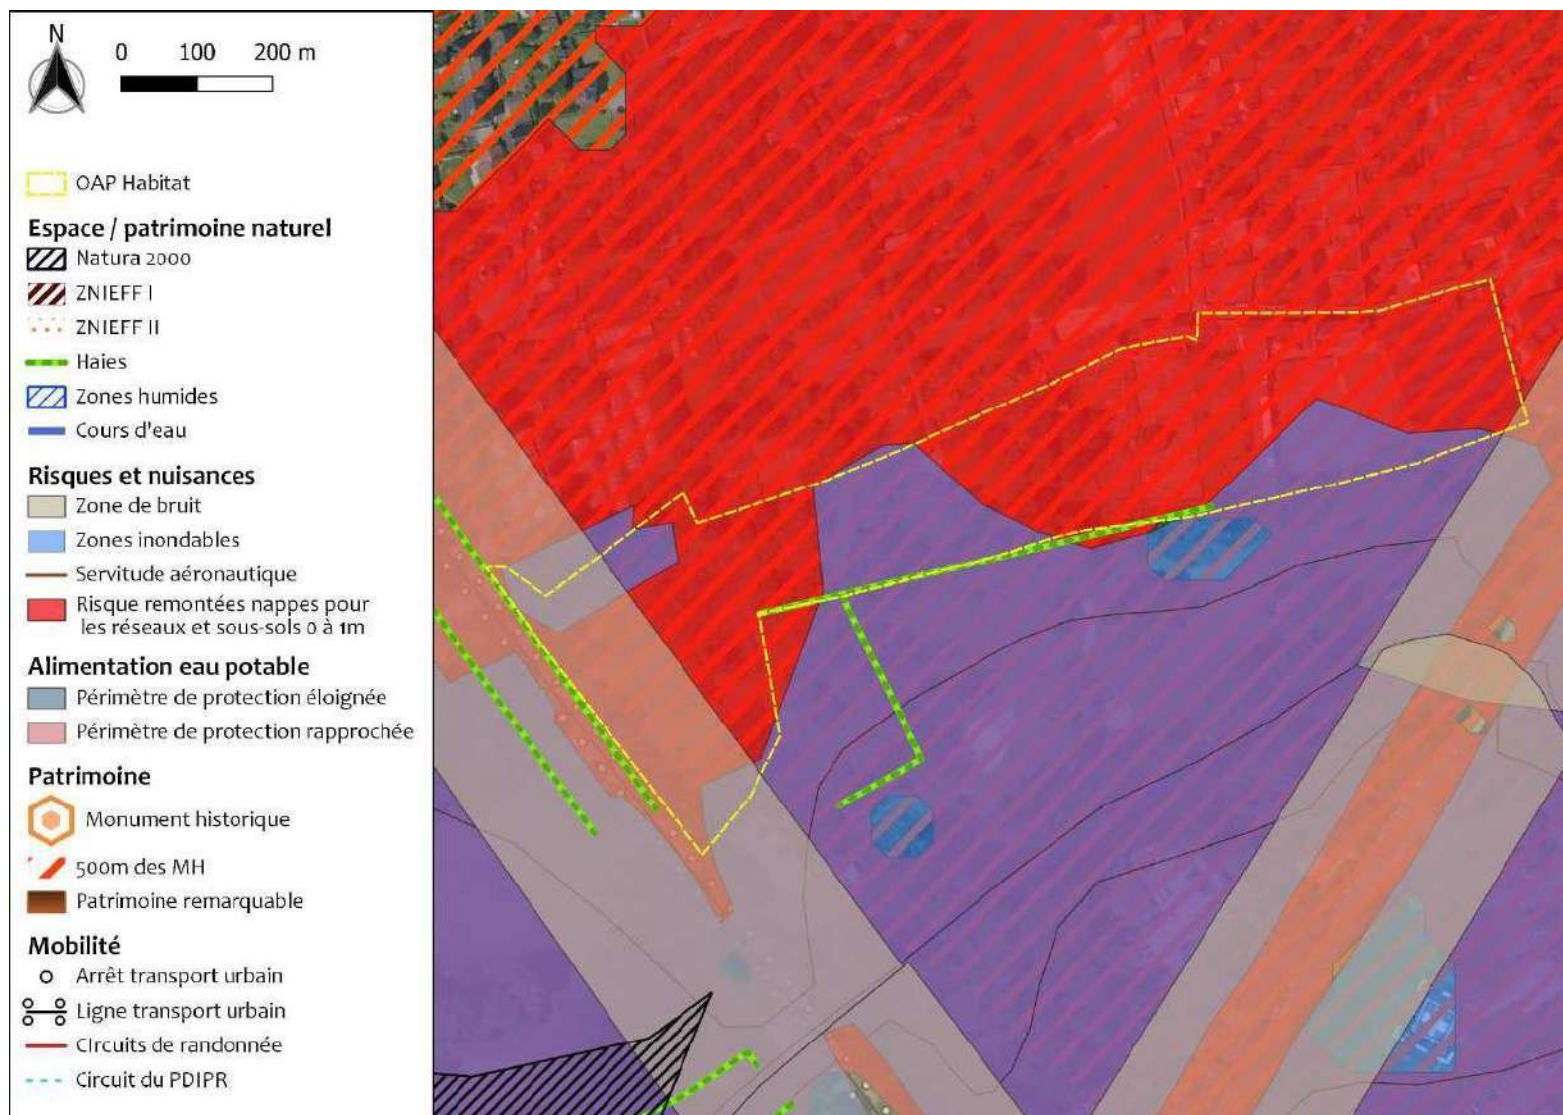 N
0 100 200 m
OAP Habitat
Espace / patrimoine naturel
Natura 2000
ZNIEFF I
ZNIEFF II
Haies
Zones humides
Cours d'eau
Risques et nuisances
Zone de bruit
Zones inondables
Servitude aéronautique
Risque remontées nappes pour
les réseaux et sous-sols 0 à 1m
Alimentation eau potable
Périmètre de protection éloignée
Périmètre de protection rapprochée
Patrimoine
Monument historique
500m des MH
Patrimoine remarquable
Mobilité
Arrêt transport urbain
Ligne transport urbain
CIrcuits de randonnée
Circuit du PDIPR